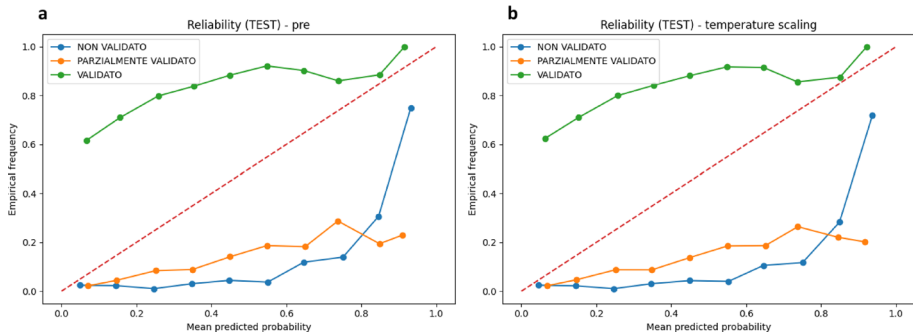 a
Reliability (TEST) - pre
NON VALIDATO
PARZIALMENTE VALIDATO
VALIDATO
1.0
0.8
0.6
0.4
0.2
0.0
Empirical frequency
0.0 0.2 0.4 0.6 0.8 1.0
Mean predicted probability
b
Reliability (TEST) - temperature scaling
NON VALIDATO
PARZIALMENTE VALIDATO
VALIDATO
1.0
0.8
0.6
0.4
0.2
0.0
Empirical frequency
0.0 0.2 0.4 0.6 0.8 1.0
Mean predicted probability